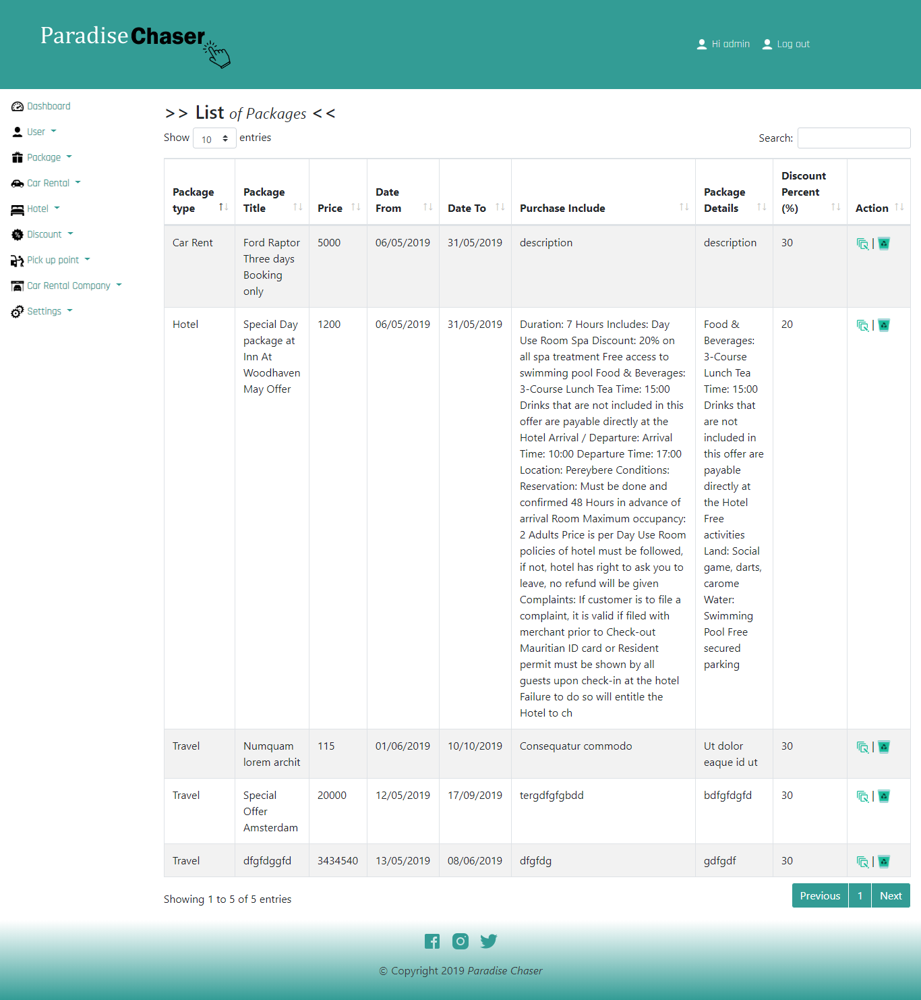 Paradise Chaser
Hi admin Log out
Dashboard
User
Package
Car Rental
Hotel
Discount
Pick up point
Car Rental Company
Settings
>> List of Packages <<
Show 10 entries
Search:
Package type Package Title Price Date From Date To Purchase Include Package Details Discount Percent (%) Action
Car Rent
Ford Raptor
Three days
Booking
only
5000
06/05/2019
31/05/2019
description
description
30
|
Hotel
Special Day
package at
Inn At
Woodhaven
May Offer
1200
06/05/2019
31/05/2019
Duration: 7 Hours Includes: Day
Use Room Spa Discount: 20% on
all spa treatment Free access to
swimming pool Food & Beverages:
3-Course Lunch Tea Time: 15:00
Drinks that are not included in this
offer are payable directly at the
Hotel Arrival / Departure: Arrival
Time: 10:00 Departure Time: 17:00
Location: Pereybere Conditions:
Reservation: Must be done and
confirmed 48 Hours in advance of
arrival Room Maximum occupancy:
2 Adults Price is per Day Use Room
policies of hotel must be followed,
if not, hotel has right to ask you to
leave, no refund will be given
Complaints: If customer is to file a
complaint, it is valid if filed with
merchant prior to Check-out
Mauritian ID card or Resident
permit must be shown by all
guests upon check-in at the hotel
Failure to do so will entitle the
Hotel to ch
Food &
Beverages:
3-Course
Lunch Tea
Time: 15:00
Drinks that
are not
included in
this offer are
payable
directly at
the Hotel
Free
activities
Land: Social
game, darts,
carome
Water:
Swimming
Pool Free
secured
parking
20
|
Travel
Numquam
lorem archit
115
01/06/2019
10/10/2019
Consequatur commodo
Ut dolor
eaque id ut
30
|
Travel
Special
Offer
Amsterdam
20000
12/05/2019
17/09/2019
tergdfgfgbdd
bdfgfdgfd
30
|
Travel
dfgfdggfd
3434540
13/05/2019
08/06/2019
dfgfdg
gdfgdf
30
|
Showing 1 to 5 of 5 entries
Previous 1 Next
© Copyright 2019 Paradise Chaser